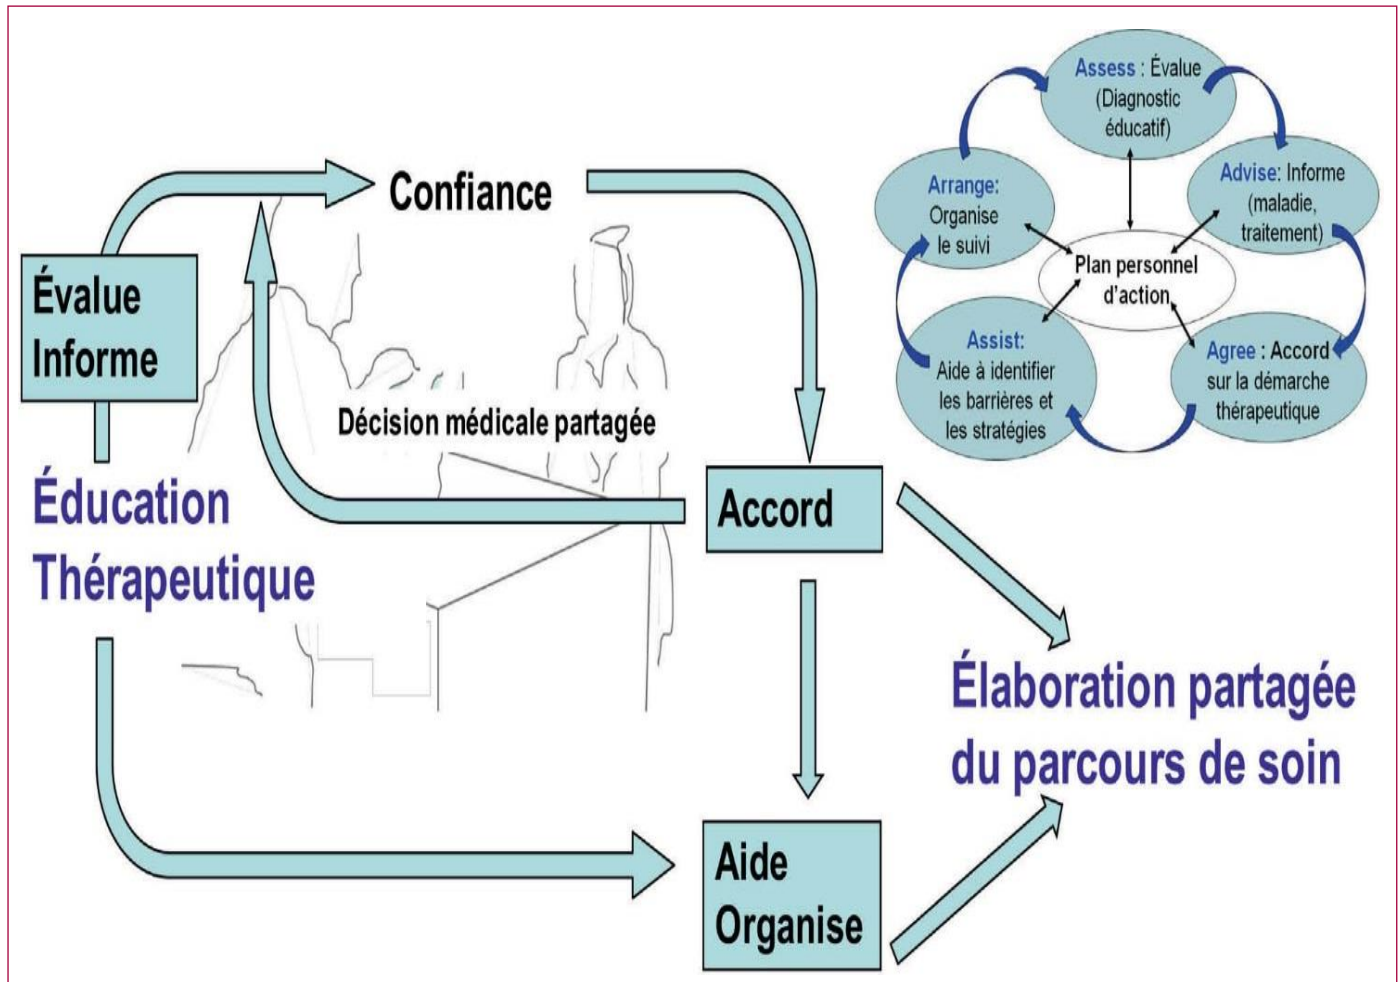 Confiance
Évalue
Informe
Décision médicale partagée
Éducation
Thérapeutique
Accord
Élaboration partagée
du parcours de soin
Aide
Organise
Assess : Évalue
(Diagnostic
éducatif)
Advise: Informe
(maladie,
traitement)
Agree : Accord
sur la démarche
thérapeutique
Assist:
Aide à identifier
les barrières et
les stratégies
Arrange:
Organise
le suivi
Plan personnel
d'action